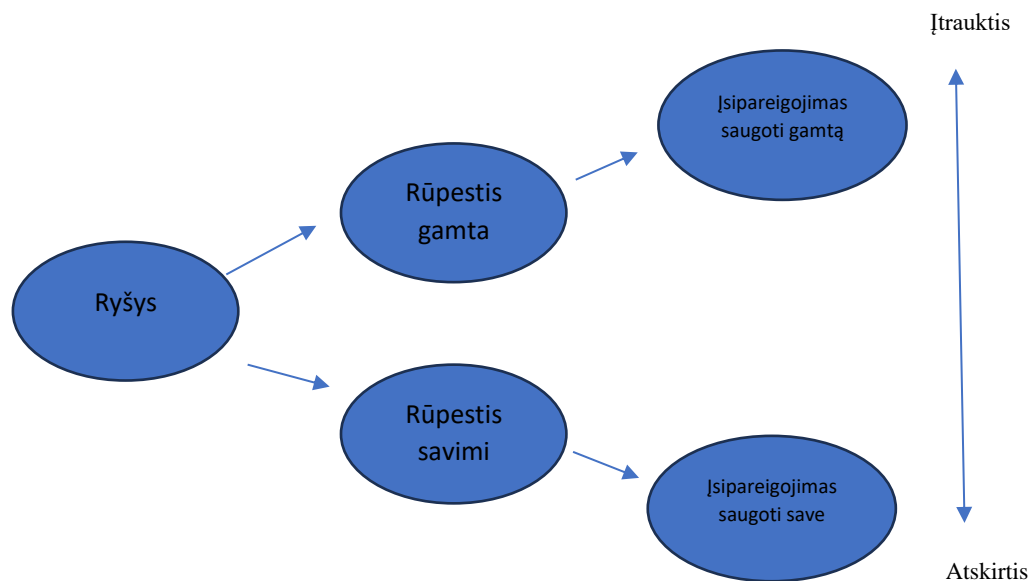 Įtrauktis
Įsipareigojimas
saugoti gamtą
Rūpestis
gamta
Ryšys
Rūpestis
savimi
Įsipareigojimas
saugoti save
Atskirtis